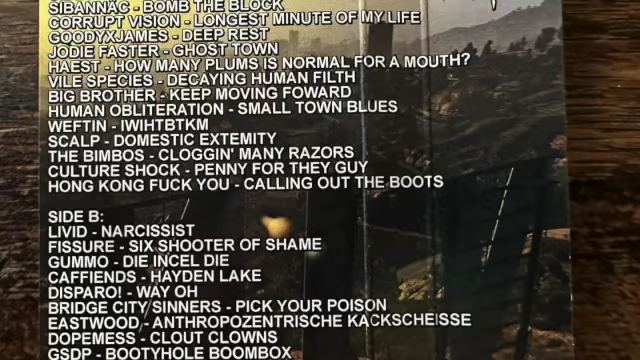 SIBANNAC - BOMB THE BLOCK
CORRUPT VISION - LONGEST MINUTE OF MY LIFE
GOODYXJAMES - DEEP REST
JODIE FASTER - GHOST TOWN
HAEST - HOW MANY PLUMS IS NORMAL FOR A MOUTH?
VILE SPECIES - DECAYING HUMAN FILTH
BIG BROTHER - KEEP MOVING FOWARD
HUMAN OBLITERATION - SMALL TOWN BLUES
WEFTIN - IWIHTBTKM
SCALP - DOMESTIC EXTEMITY
THE BIMBOS - CLOGGIN' MANY RAZORS
CULTURE SHOCK - PENNY FOR THEY GUY
HONG KONG FUCK YOU - CALLING OUT THE BOOTS
SIDE B:
LIVID - NARCISSIST
FISSURE - SIX SHOOTER OF SHAME
GUMMO - DIE INCEL DIE
CAFFIENDS - HAYDEN LAKE
DISPARO! - WAY OH
BRIDGE CITY SINNERS - PICK YOUR POISON
EASTWOOD - ANTHROPOZENTRISCHE KACKSCHEISSE
DOPEMESS - CLOUT CLOWNS
GSDP - BOOTYHOLE BOOMBOX